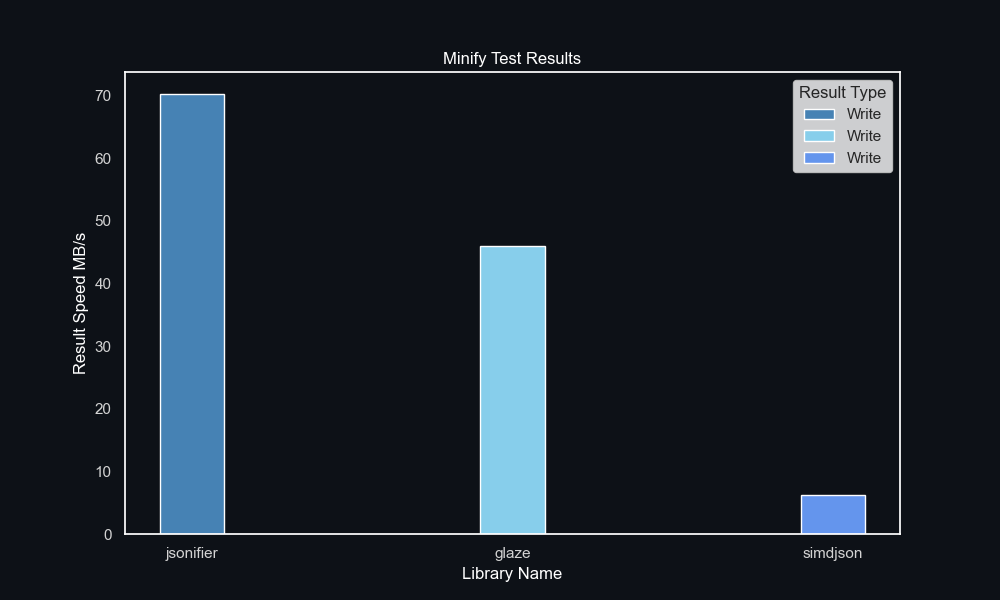 Minify Test Results
Result Type
Write
Write
Write
Result Speed MB/s
70
60
50
40
30
20
10
0
jsonifier
glaze
simdjson
Library Name